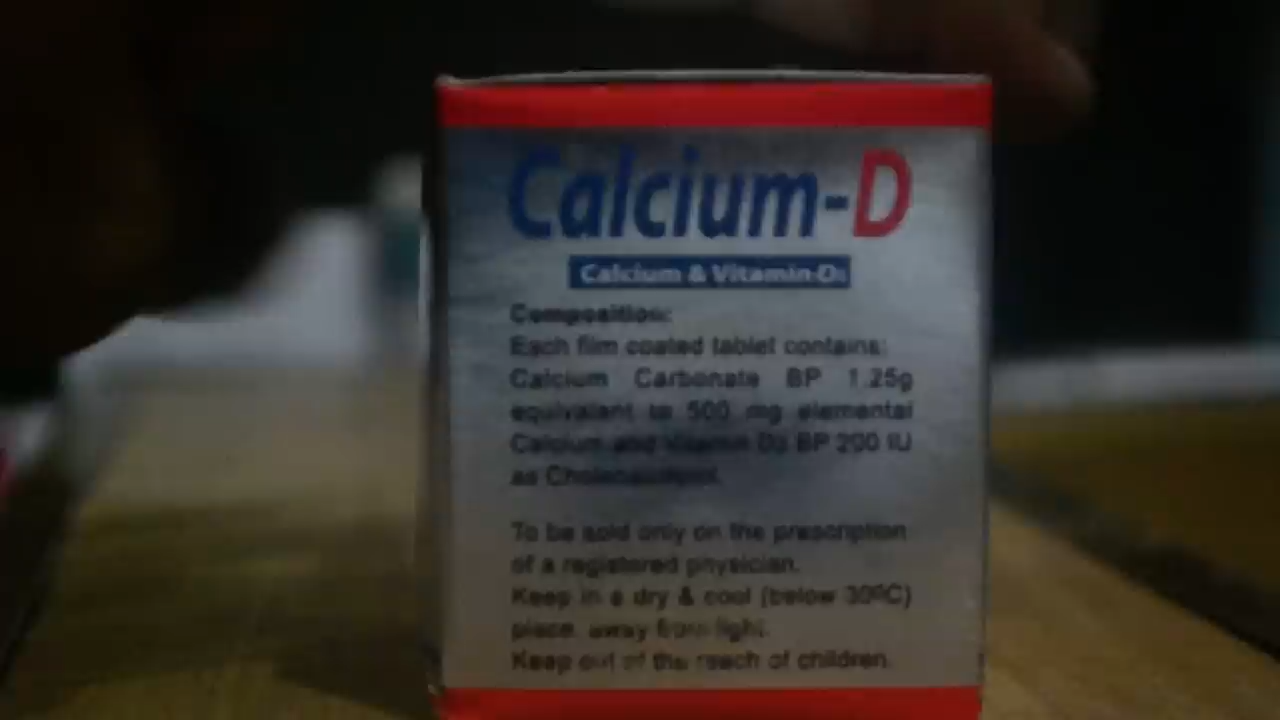 Calcium-D
Calcium & Vitamin-D₃
Composition:
Each film coated tablet contains:
Calcium Carbonate BP 1.25g
equivalent to 500 mg elemental
Calcium and Vitamin D₃ BP 200 IU
as Cholecalciferol.
To be sold only on the prescription
of a registered physician.
Keep in a dry & cool (below 30ºC)
place, away from light.
Keep out of the reach of children.